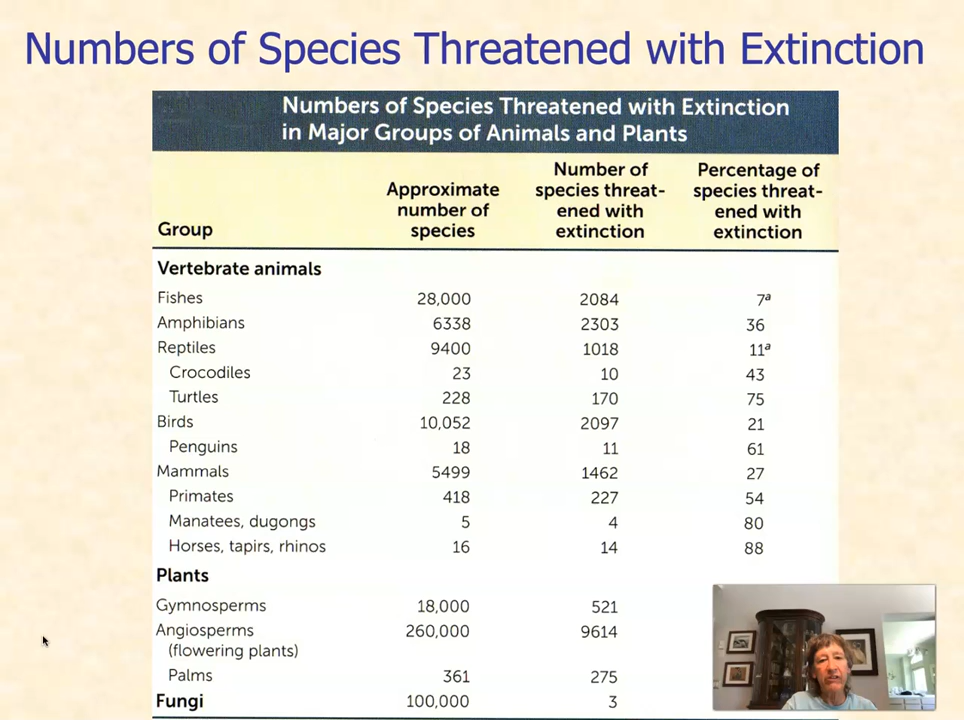 Numbers of Species Threatened with Extinction
Numbers of Species Threatened with Extinction
in Major Groups of Animals and Plants
Group
Approximate
number of
species
Number of
species threat-
ened with
extinction
Percentage of
species threat-
ened with
extinction
Vertebrate animals
Fishes 28,000 2084 7ª
Amphibians 6338 2303 36
Reptiles 9400 1018 11ª
Crocodiles 23 10 43
Turtles 228 170 75
Birds 10,052 2097 21
Penguins 18 11 61
Mammals 5499 1462 27
Primates 418 227 54
Manatees, dugongs 5 4 80
Horses, tapirs, rhinos 16 14 88
Plants
Gymnosperms 18,000 521
Angiosperms 260,000 9614
(flowering plants)
Palms 361 275
Fungi 100,000 3